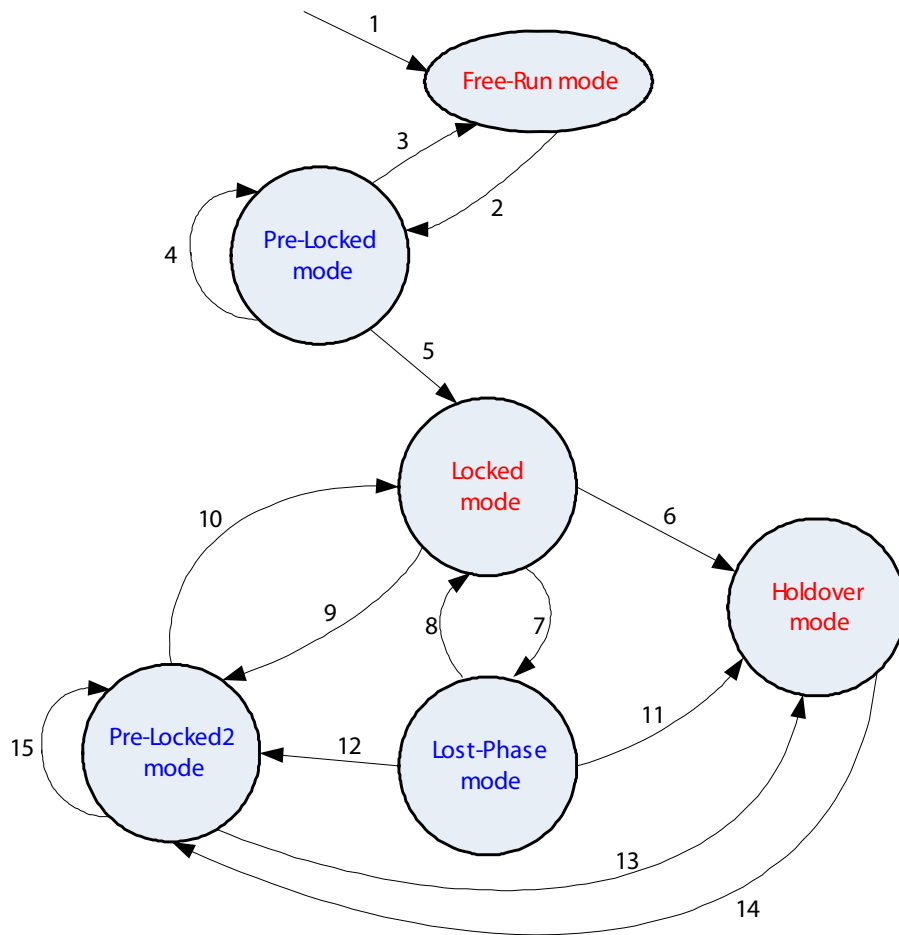 1
Free-Run mode
3
2
Pre-Locked
mode
4
5
Locked
mode
10
6
Holdover
mode
9
8
7
Pre-Locked2
mode
15
12
Lost-Phase
mode
11
13
14